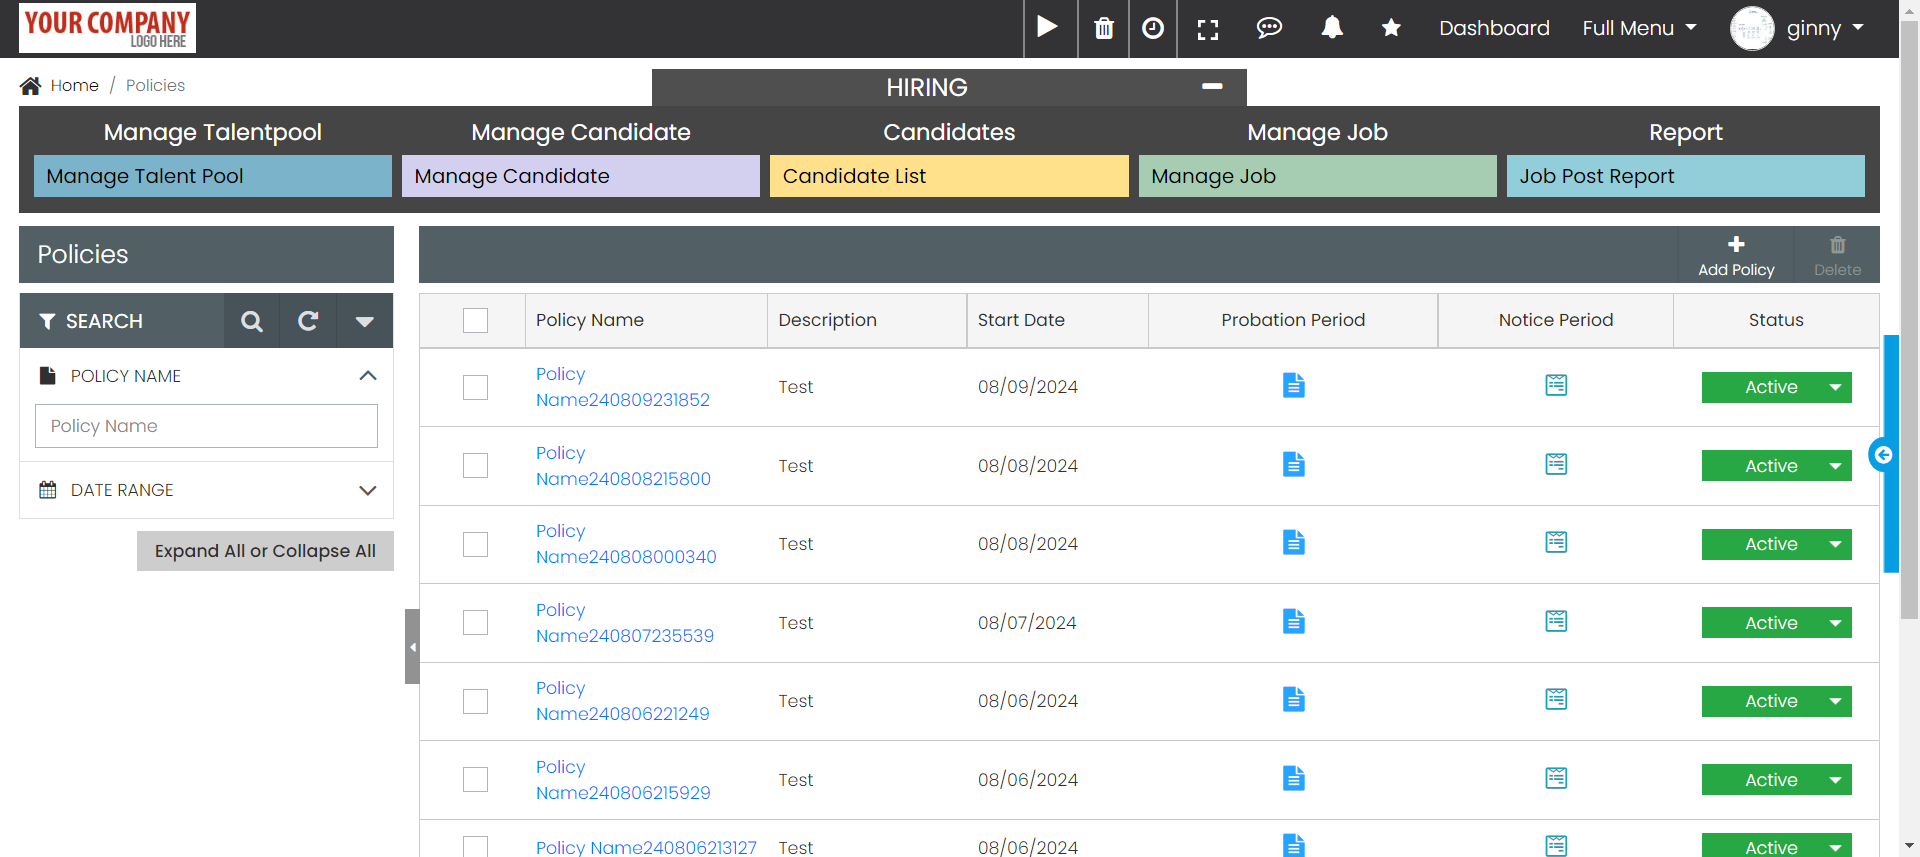 YOUR COMPANY
LOGO HERE
Dashboard
Full Menu
ginny
Home / Policies
HIRING
Manage Talentpool
Manage Candidate
Candidates
Manage Job
Report
Manage Talent Pool
Manage Candidate
Candidate List
Manage Job
Job Post Report
Policies
Add Policy
Delete
SEARCH
POLICY NAME
Policy Name
DATE RANGE
Expand All or Collapse All
Policy Name
Description
Start Date
Probation Period
Notice Period
Status
Policy
Name240809231852
Test
08/09/2024
Active
Policy
Name240808215800
Test
08/08/2024
Active
Policy
Name240808000340
Test
08/08/2024
Active
Policy
Name240807235539
Test
08/07/2024
Active
Policy
Name240806221249
Test
08/06/2024
Active
Policy
Name240806215929
Test
08/06/2024
Active
Policy Name240806213127
Test
08/06/2024
Active